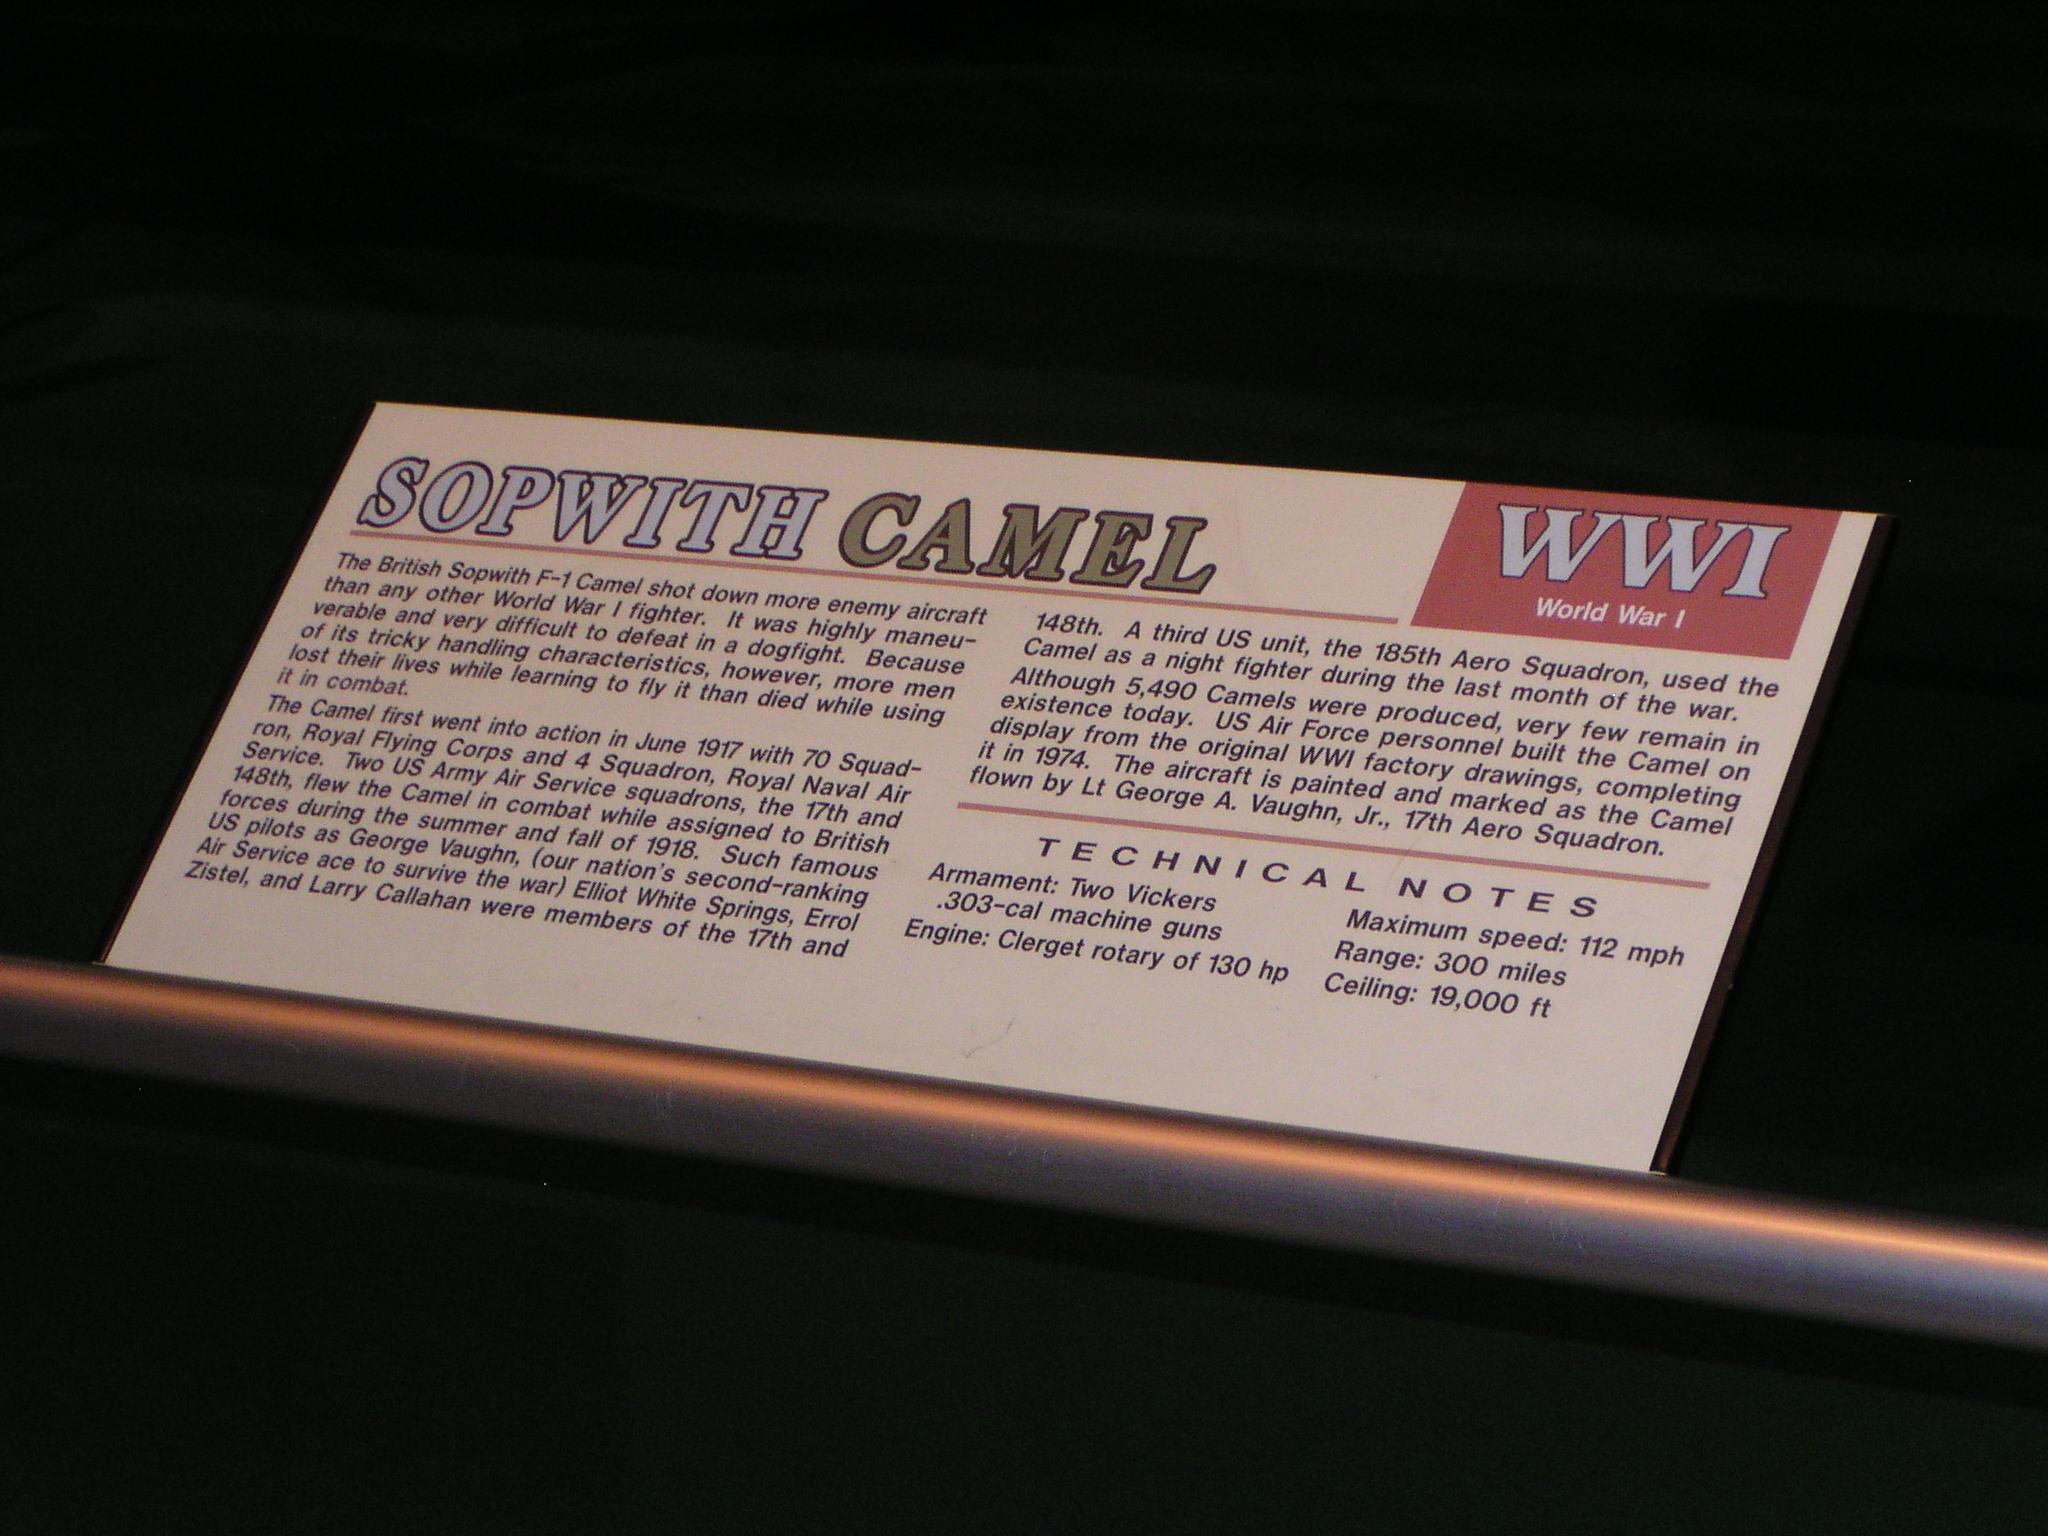 SOPWITH CAMEL
WWI
World War I
The British Sopwith F-1 Camel shot down more enemy aircraft
than any other World War I fighter. It was highly maneu-
verable and very difficult to defeat in a dogfight. Because
of its tricky handling characteristics, however, more men
lost their lives while learning to fly it than died while using
it in combat.
The Camel first went into action in June 1917 with 70 Squad-
ron, Royal Flying Corps and 4 Squadron, Royal Naval Air
Service. Two US Army Air Service squadrons, the 17th and
148th, flew the Camel in combat while assigned to British
forces during the summer and fall of 1918. Such famous
US pilots as George Vaughn, (our nation's second-ranking
Air Service ace to survive the war) Elliot White Springs, Errol
Zistel, and Larry Callahan were members of the 17th and
148th. A third US unit, the 185th Aero Squadron, used the
Camel as a night fighter during the last month of the war.
Although 5,490 Camels were produced, very few remain in
existence today. US Air Force personnel built the Camel on
display from the original WWI factory drawings, completing
it in 1974. The aircraft is painted and marked as the Camel
flown by Lt George A. Vaughn, Jr., 17th Aero Squadron.
TECHNICAL NOTES
Armament: Two Vickers
.303-cal machine guns
Engine: Clerget rotary of 130 hp
Maximum speed: 112 mph
Range: 300 miles
Ceiling: 19,000 ft